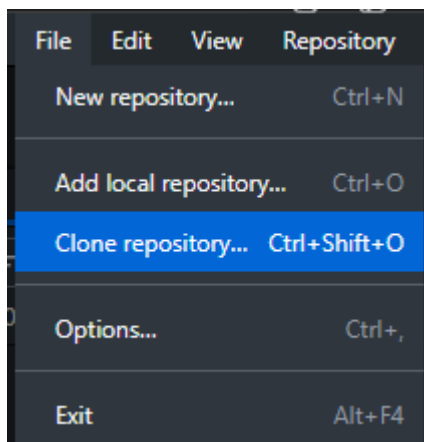 File Edit View Repository
New repository... Ctrl+N
Add local repository... Ctrl+O
Clone repository... Ctrl+Shift+O
Options... Ctrl+,
Exit Alt+F4